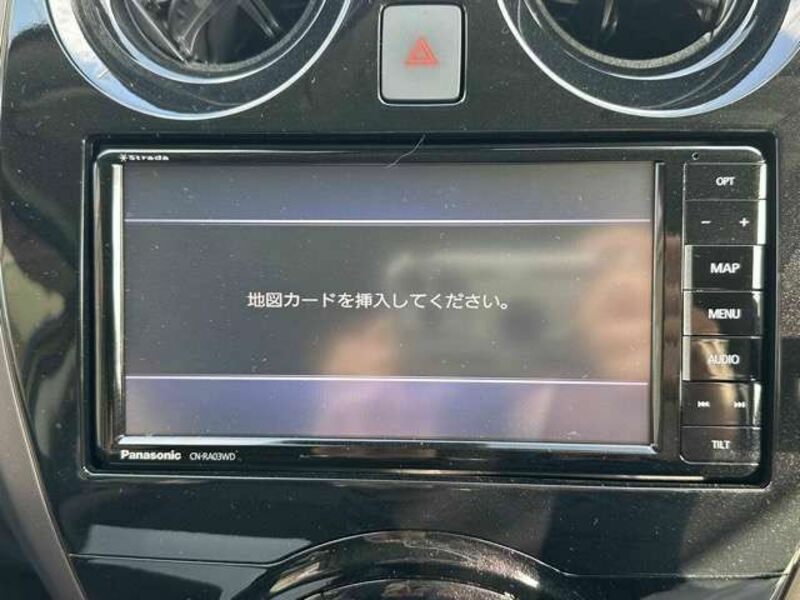 Strada
OPT
− +
MAP
地図カードを挿入してください。
MENU
AUDIO
⏮ ⏭
TILT
Panasonic CN-RA03WD